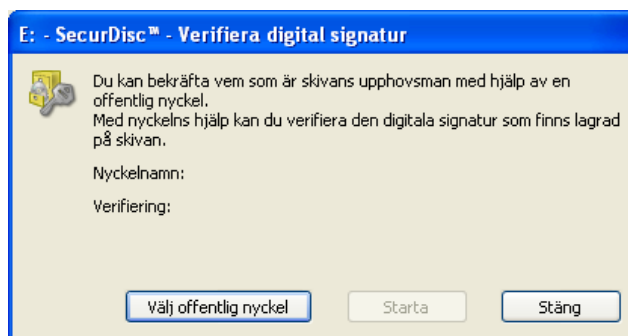 E: - SecurDisc™ - Verifiera digital signatur
Du kan bekräfta vem som är skivans upphovsman med hjälp av en
offentlig nyckel.
Med nyckelns hjälp kan du verifiera den digitala signatur som finns lagrad
på skivan.
Nyckelnamn:
Verifiering:
Välj offentlig nyckel
Starta
Stäng